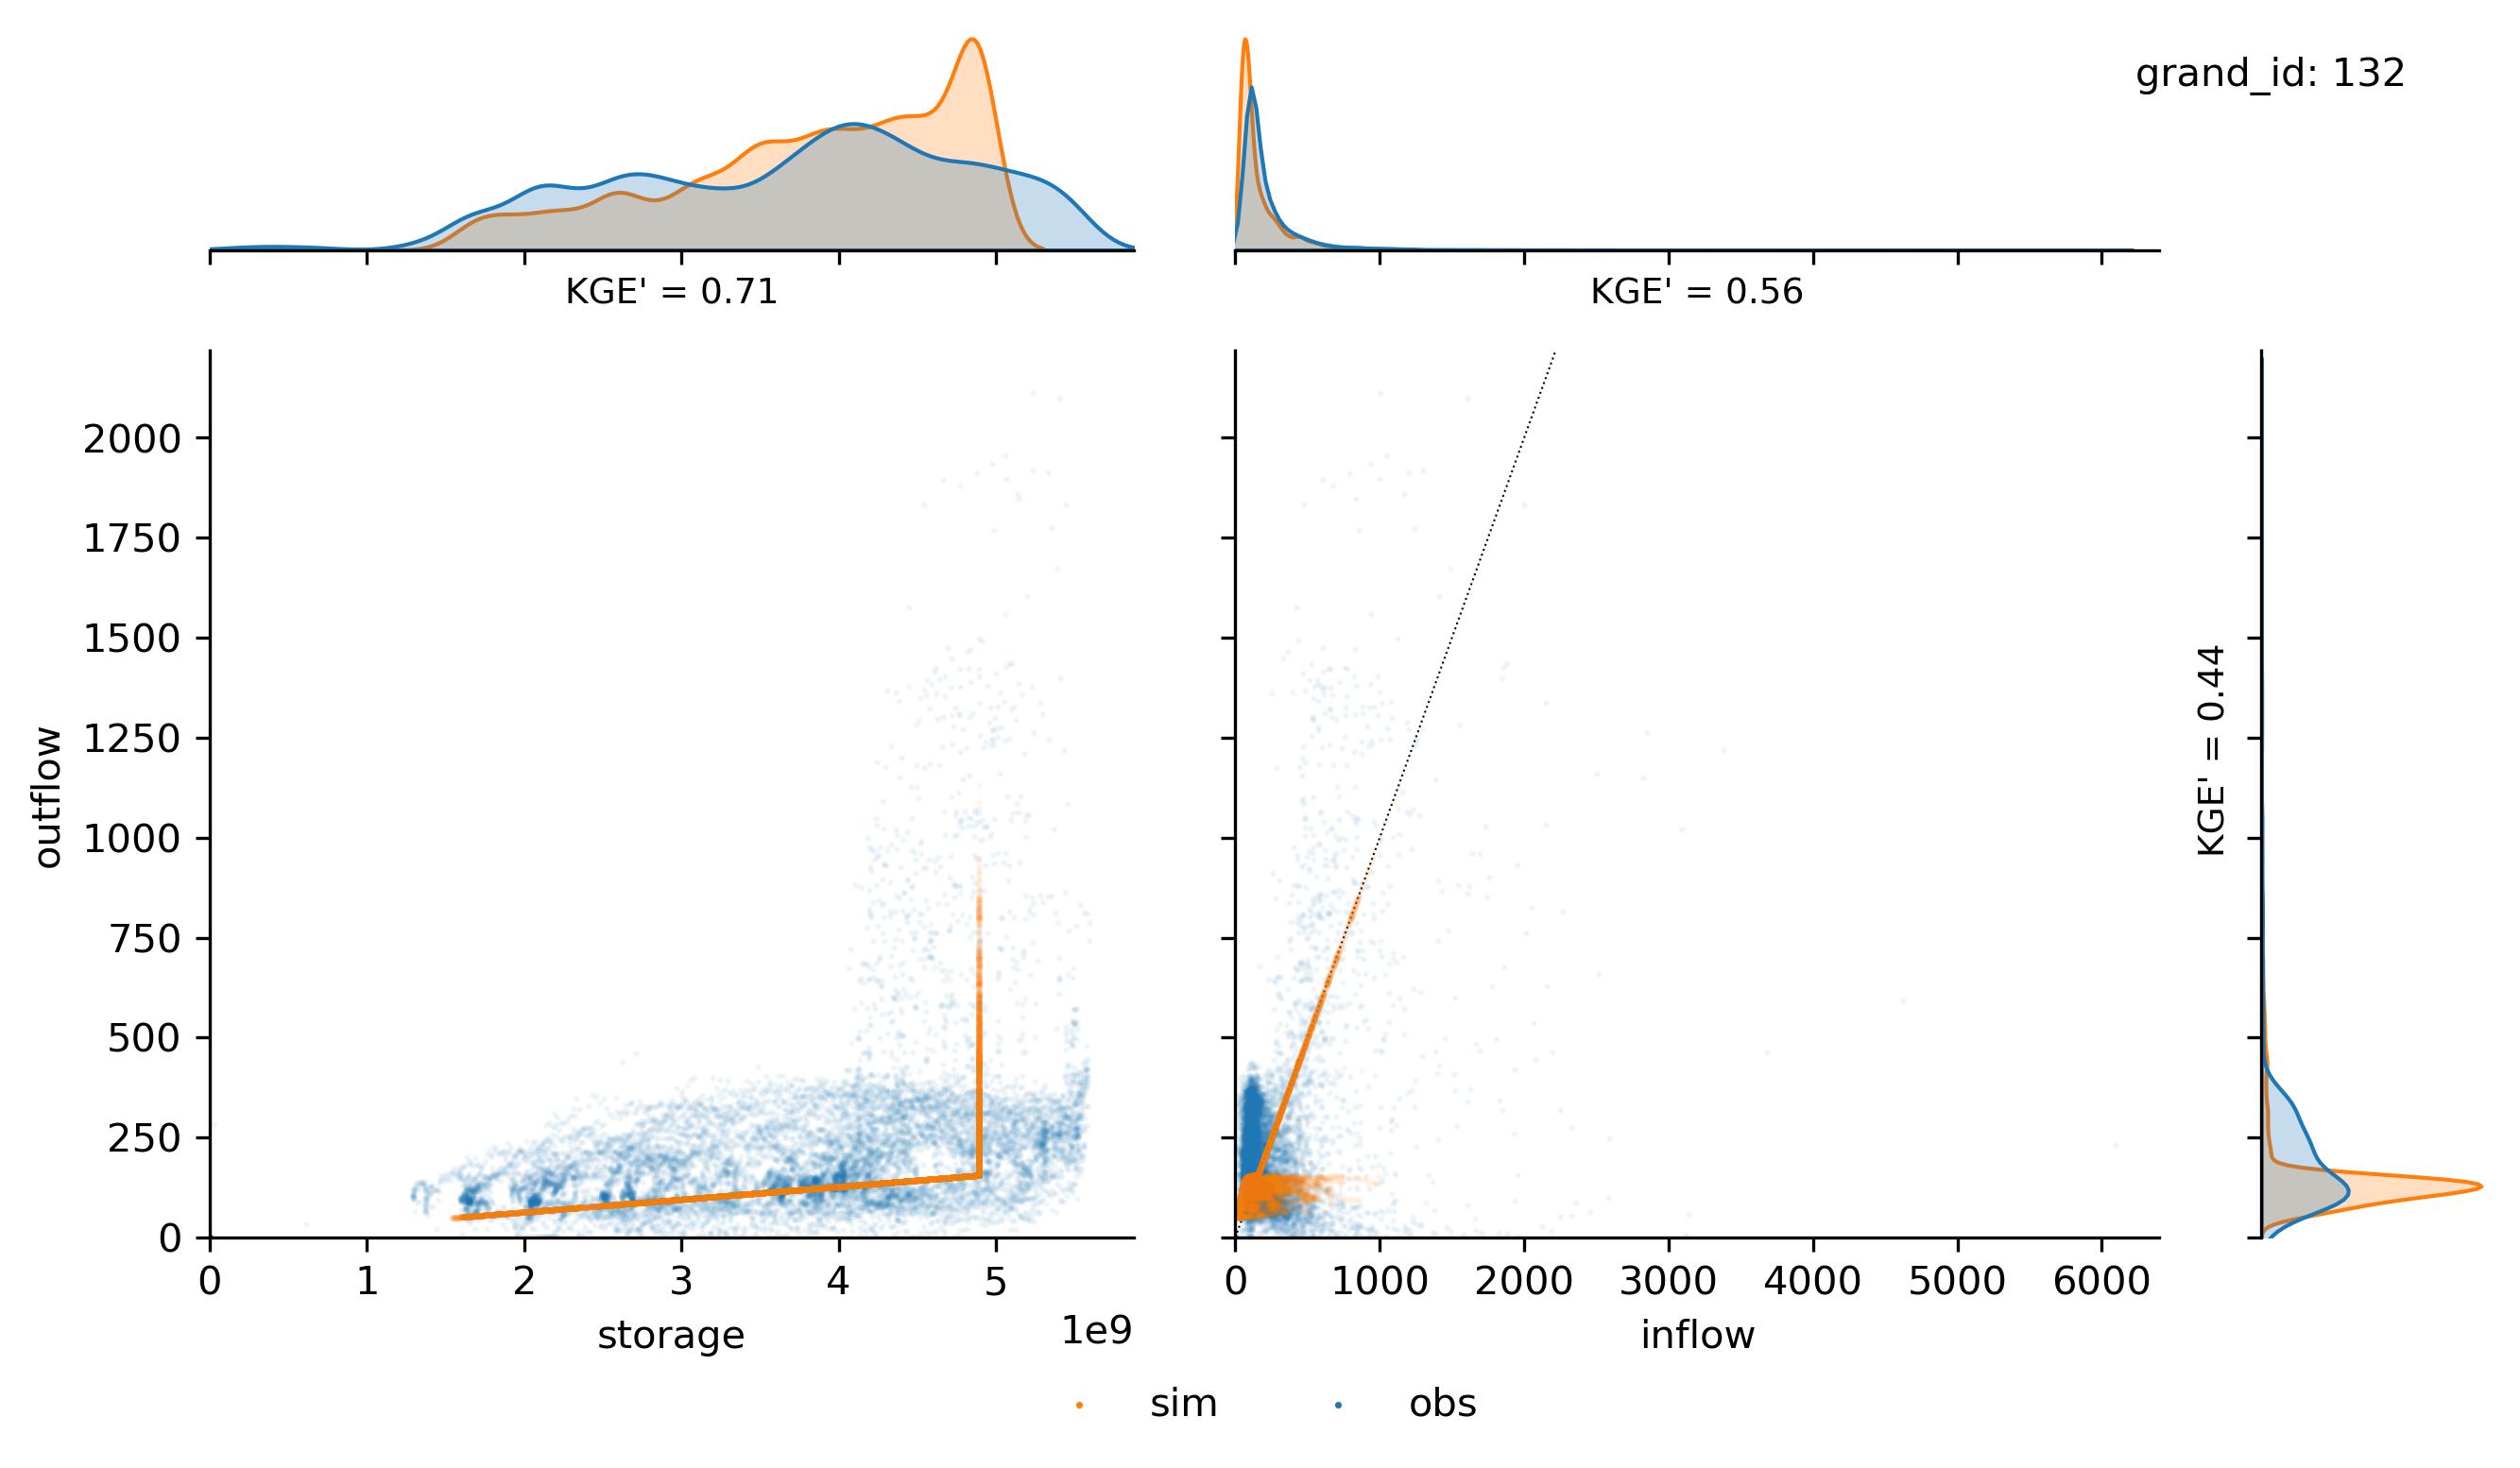 grand_id: 132
KGE' = 0.71
KGE' = 0.56
outflow
2000
1750
1500
1250
1000
750
500
250
0
KGE' = 0.44
0 1 2 3 4 5
1e9
storage
0 1000 2000 3000 4000 5000 6000
inflow
sim
obs